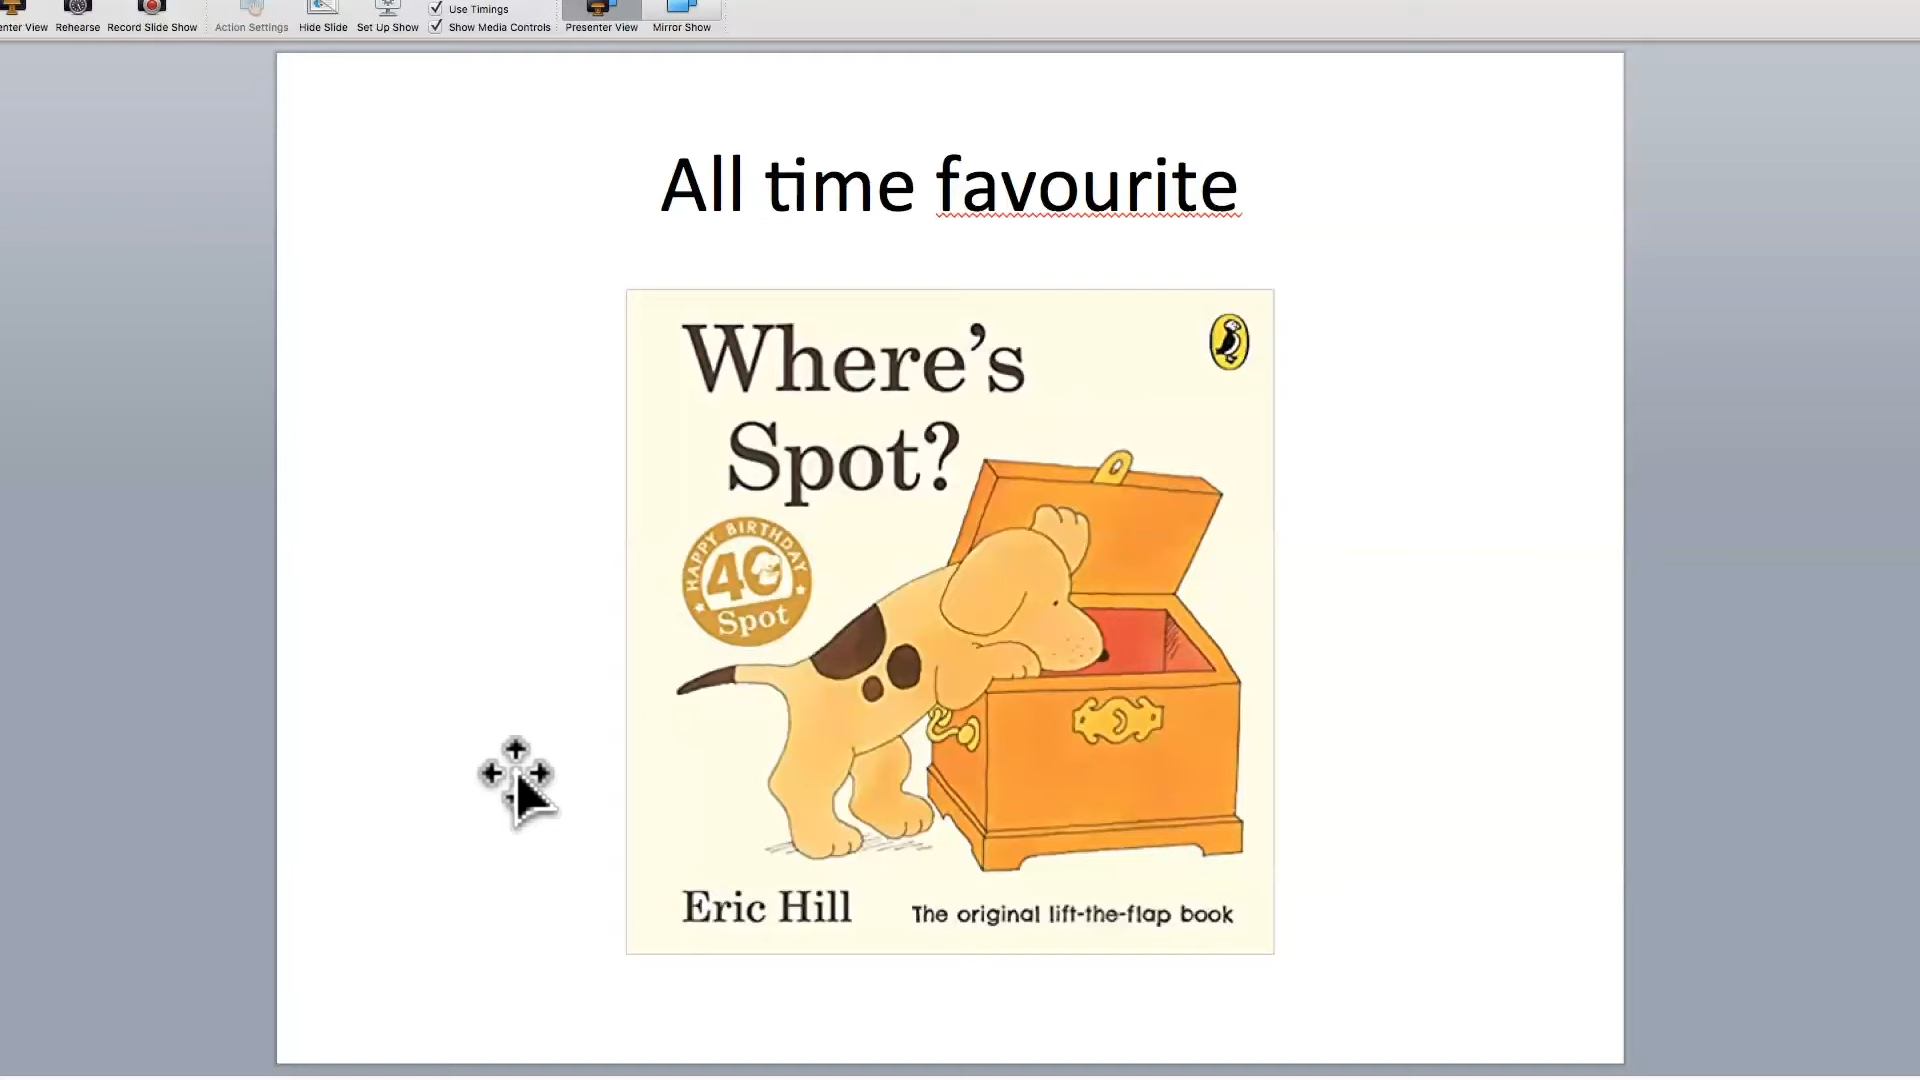 Use Timings
enter View Rehearse Record Slide Show Action Settings Hide Slide Set Up Show Show Media Controls Presenter View Mirror Show
All time favourite
Where's
Spot?
HAPPY BIRTHDAY
40
Spot
Eric Hill
The original lift-the-flap book